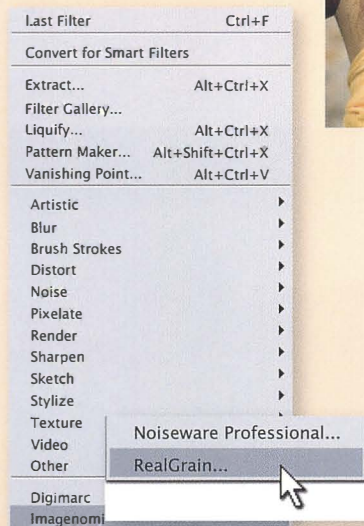 Last Filter Ctrl+F
Convert for Smart Filters
Extract... Alt+Ctrl+X
Filter Gallery...
Liquify... Alt+Ctrl+X
Pattern Maker... Alt+Shift+Ctrl+X
Vanishing Point... Alt+Ctrl+V
Artistic
Blur
Brush Strokes
Distort
Noise
Pixelate
Render
Sharpen
Sketch
Stylize
Texture
Video
Other
Noiseware Professional...
RealGrain...
Digimarc
Imagenomi